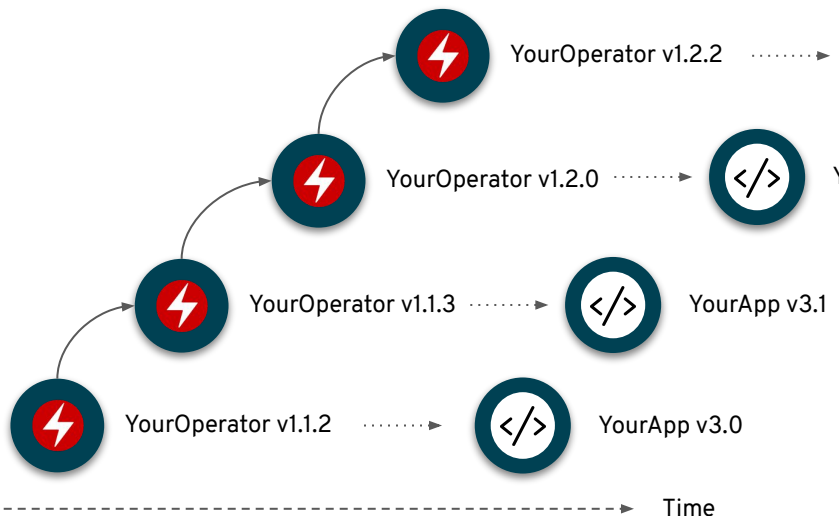 YourOperator v1.2.2
YourOperator v1.2.0
</>
Y
YourOperator v1.1.3
</>
YourApp v3.1
YourOperator v1.1.2
</>
YourApp v3.0
Time